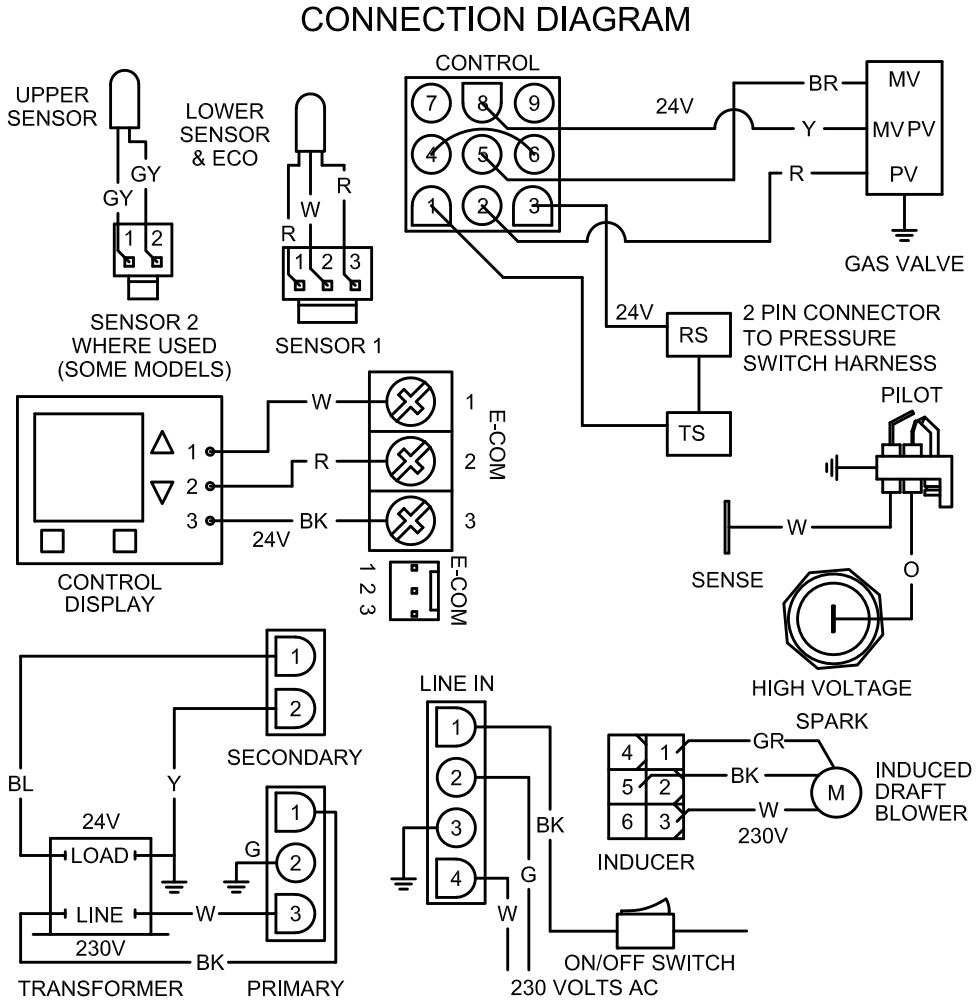 CONNECTION DIAGRAM
UPPER
SENSOR
GY
GY
1 2
SENSOR 2
WHERE USED
(SOME MODELS)
LOWER
SENSOR
& ECO
R
W
R
1 2 3
SENSOR 1
CONTROL
7 8 9
4 5 6
1 2 3
24V
BR
Y
R
MV
MV PV
PV
GAS VALVE
24V
RS
TS
2 PIN CONNECTOR
TO PRESSURE
SWITCH HARNESS
1
2
3
W
R
BK
24V
CONTROL
DISPLAY
1
2
3
E-COM
1 2 3
E-COM
PILOT
W
SENSE
O
HIGH VOLTAGE
SPARK
1
2
SECONDARY
BL
Y
24V
LOAD
LINE
230V
TRANSFORMER
G
W
BK
1
2
3
PRIMARY
LINE IN
1
2
3
4
BK
G
W
230 VOLTS AC
ON/OFF SWITCH
4 1
5 2
6 3
INDUCER
GR
BK
W
230V
M
INDUCED
DRAFT
BLOWER